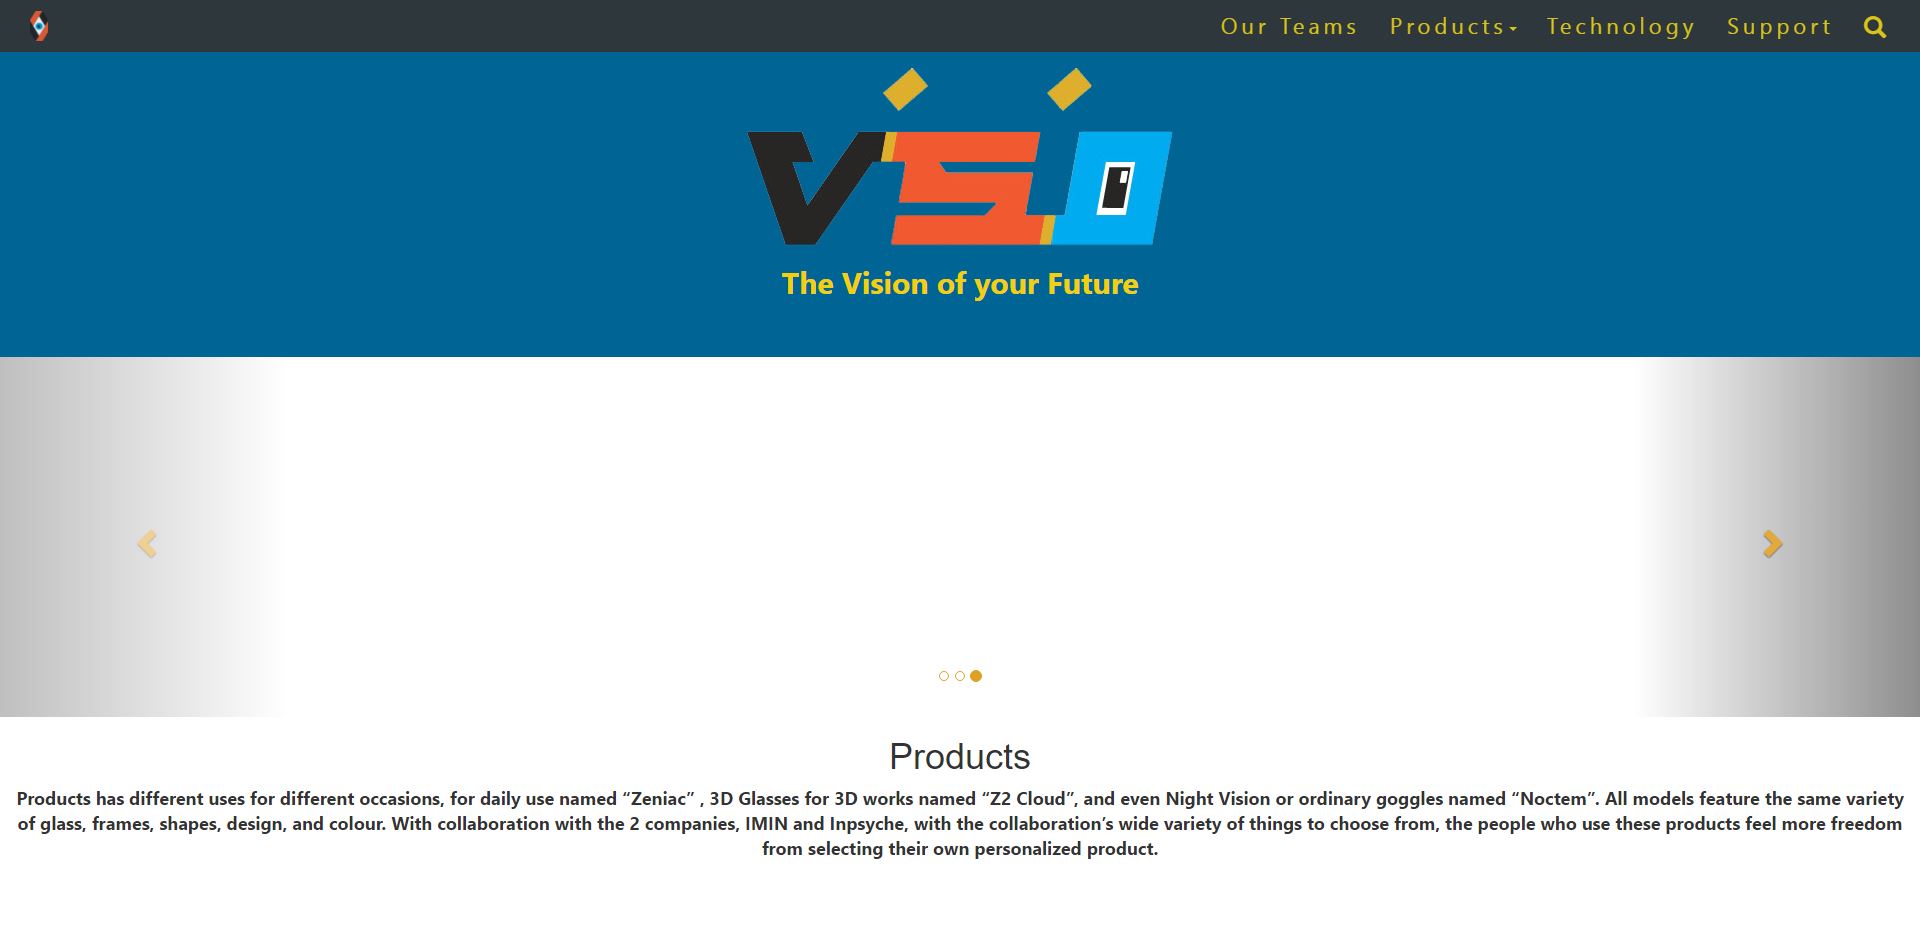 Our Teams Products Technology Support
VSIO
The Vision of your Future
Products
Products has different uses for different occasions, for daily use named “Zeniac” , 3D Glasses for 3D works named “Z2 Cloud”, and even Night Vision or ordinary goggles named “Noctem”. All models feature the same variety
of glass, frames, shapes, design, and colour. With collaboration with the 2 companies, IMIN and Inpsyche, with the collaboration’s wide variety of things to choose from, the people who use these products feel more freedom
from selecting their own personalized product.